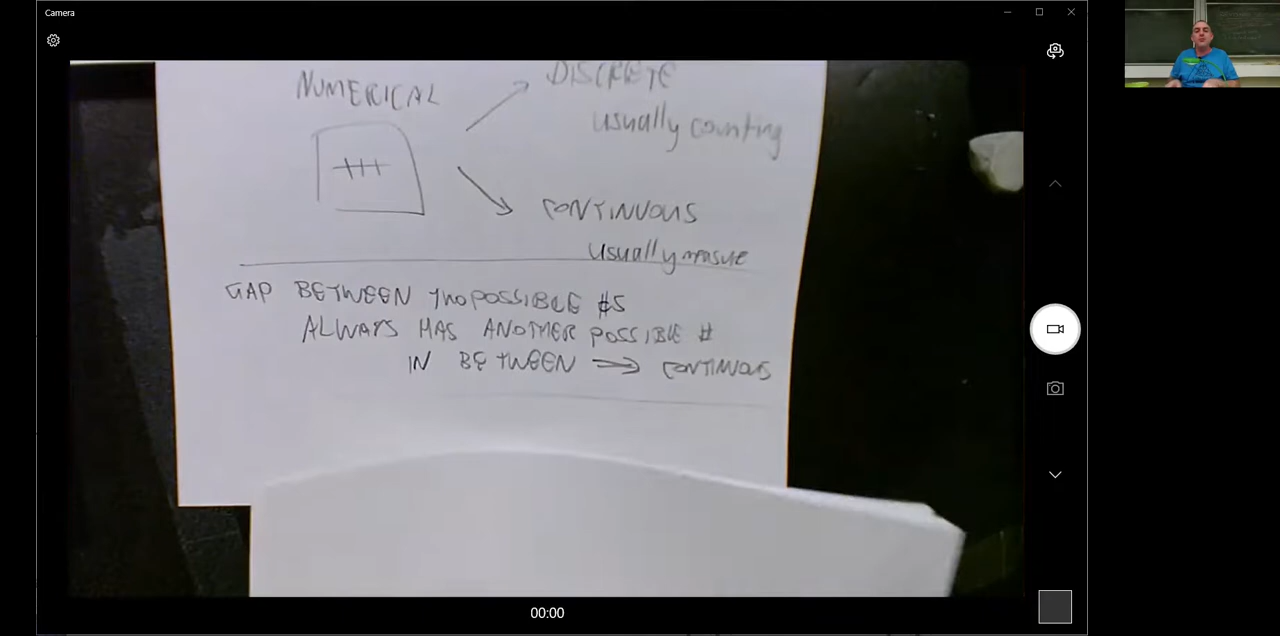 Camera
NUMERICAL
DISCRETE
usually counting
CONTINUOUS
usually measue
GAP BETWEEN TWO POSSIBLE #S
ALWAYS HAS ANOTHER POSSIBLE #
IN BETWEEN → CONTINUOUS
00:00